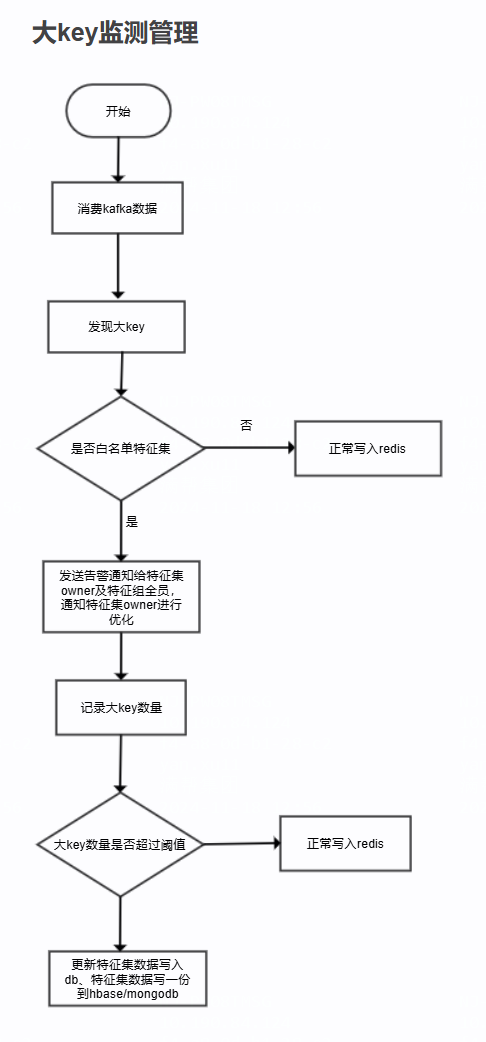 大key监测管理
开始
消费kafka数据
发现大key
是否白名单特征集
否
正常写入redis
是
发送告警通知给特征集
owner及特征组全员，
通知特征集owner进行
优化
记录大key数量
大key数量是否超过阈值
正常写入redis
更新特征集数据写入
db、特征集数据写一份
到hbase/mongodb